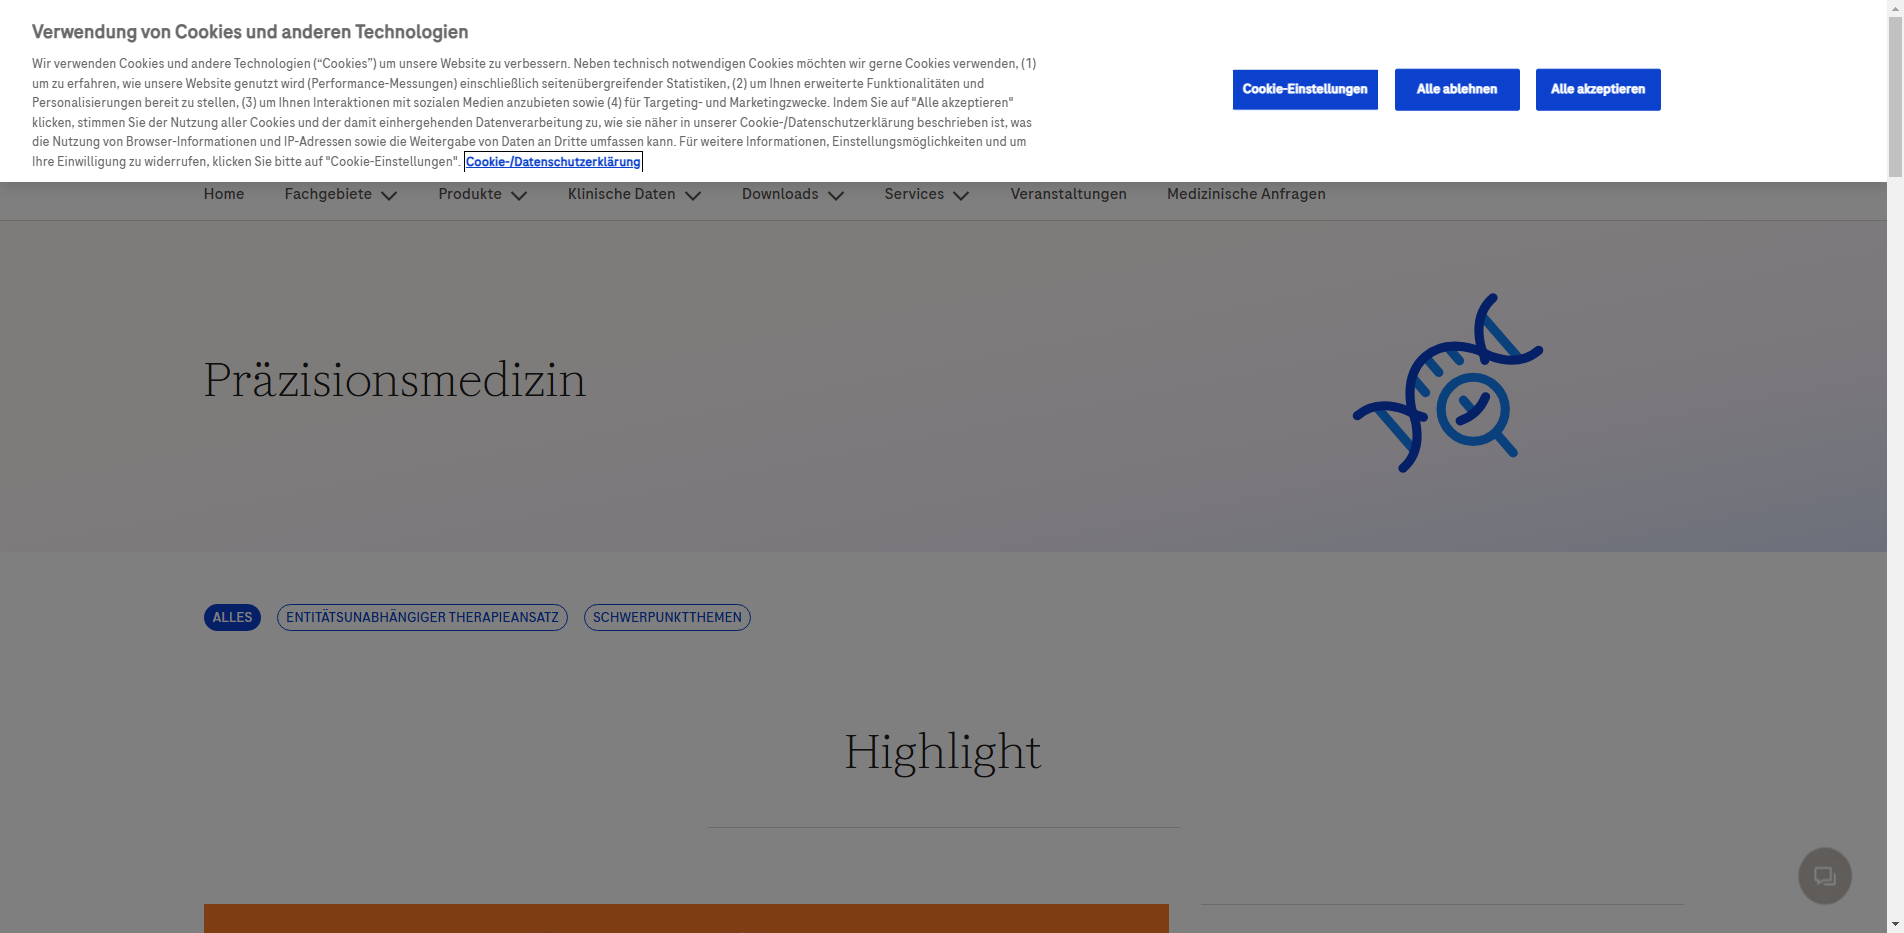 Verwendung von Cookies und anderen Technologien
Wir verwenden Cookies und andere Technologien (“Cookies”) um unsere Website zu verbessern. Neben technisch notwendigen Cookies möchten wir gerne Cookies verwenden, (1)
um zu erfahren, wie unsere Website genutzt wird (Performance-Messungen) einschließlich seitenübergreifender Statistiken, (2) um Ihnen erweiterte Funktionalitäten und
Personalisierungen bereit zu stellen, (3) um Ihnen Interaktionen mit sozialen Medien anzubieten sowie (4) für Targeting- und Marketingzwecke. Indem Sie auf "Alle akzeptieren"
klicken, stimmen Sie der Nutzung aller Cookies und der damit einhergehenden Datenverarbeitung zu, wie sie näher in unserer Cookie-/Datenschutzerklärung beschrieben ist, was
die Nutzung von Browser-Informationen und IP-Adressen sowie die Weitergabe von Daten an Dritte umfassen kann. Für weitere Informationen, Einstellungsmöglichkeiten und um
Ihre Einwilligung zu widerrufen, klicken Sie bitte auf "Cookie-Einstellungen". Cookie-/Datenschutzerklärung
Cookie-Einstellungen Alle ablehnen Alle akzeptieren
Home Fachgebiete Produkte Klinische Daten Downloads Services Veranstaltungen Medizinische Anfragen
Präzisionsmedizin
ALLES ENTITÄTSUNABHÄNGIGER THERAPIEANSATZ SCHWERPUNKTTHEMEN
Highlight